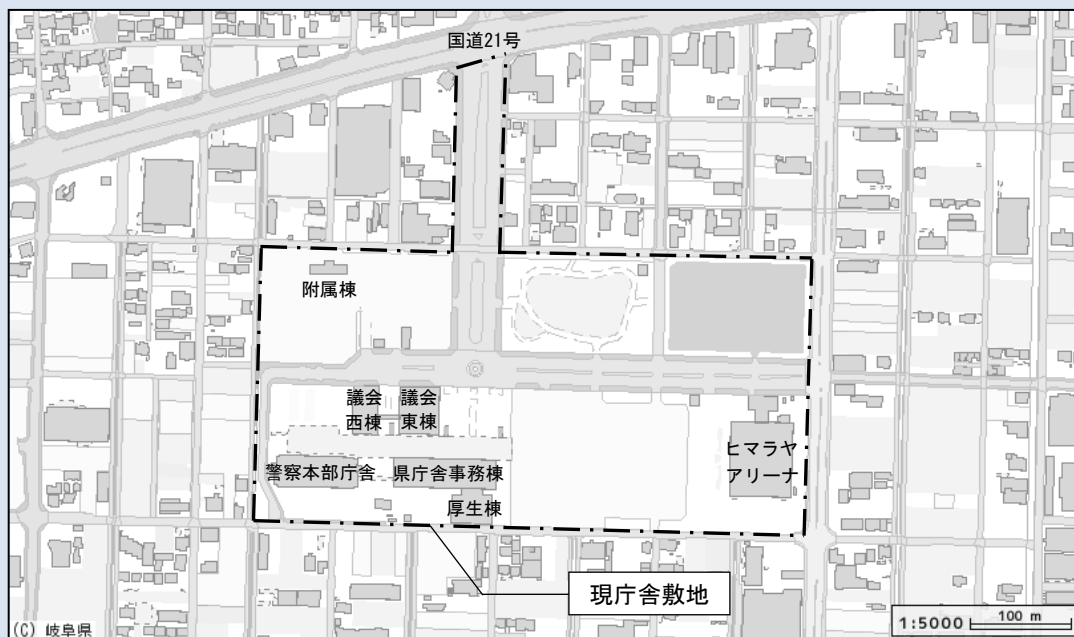 国道21号
附属棟
議会
西棟
議会
東棟
ヒマラヤ
アリーナ
警察本部庁舎
県庁舎事務棟
厚生棟
現庁舎敷地
(C) 岐阜県
1:5000
100 m